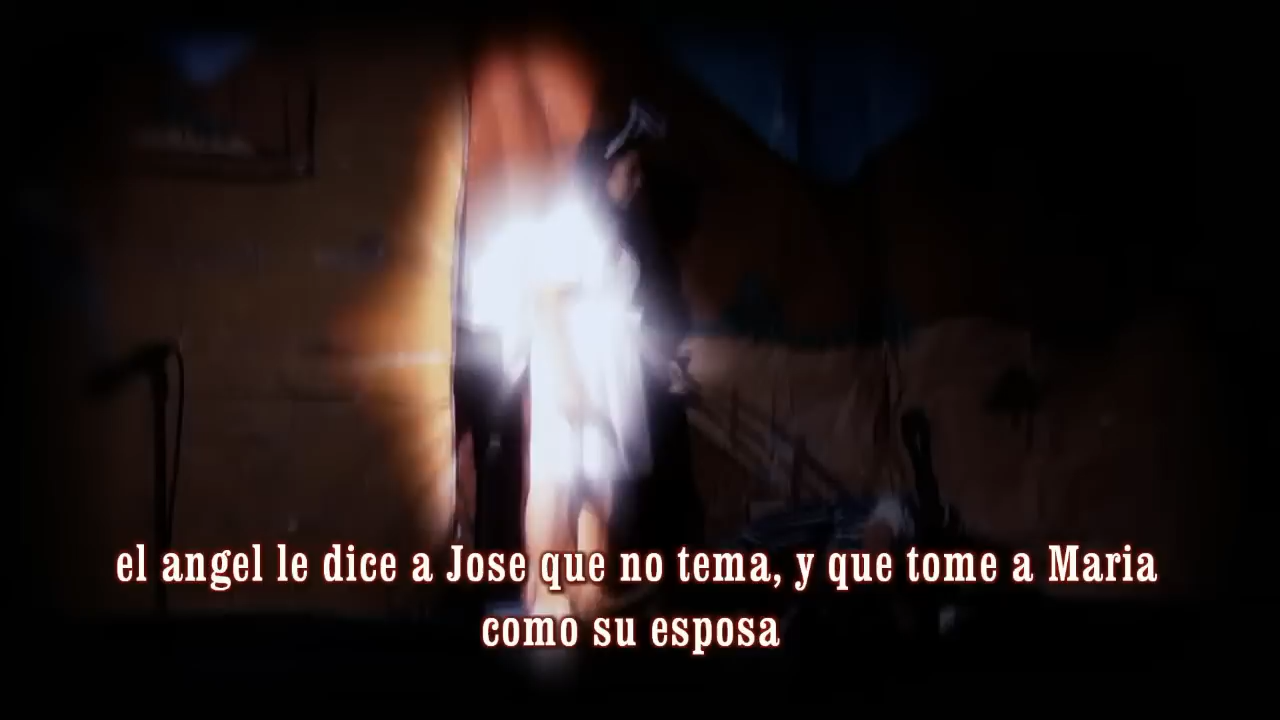 el angel le dice a Jose que no tema, y que tome a Maria
como su esposa